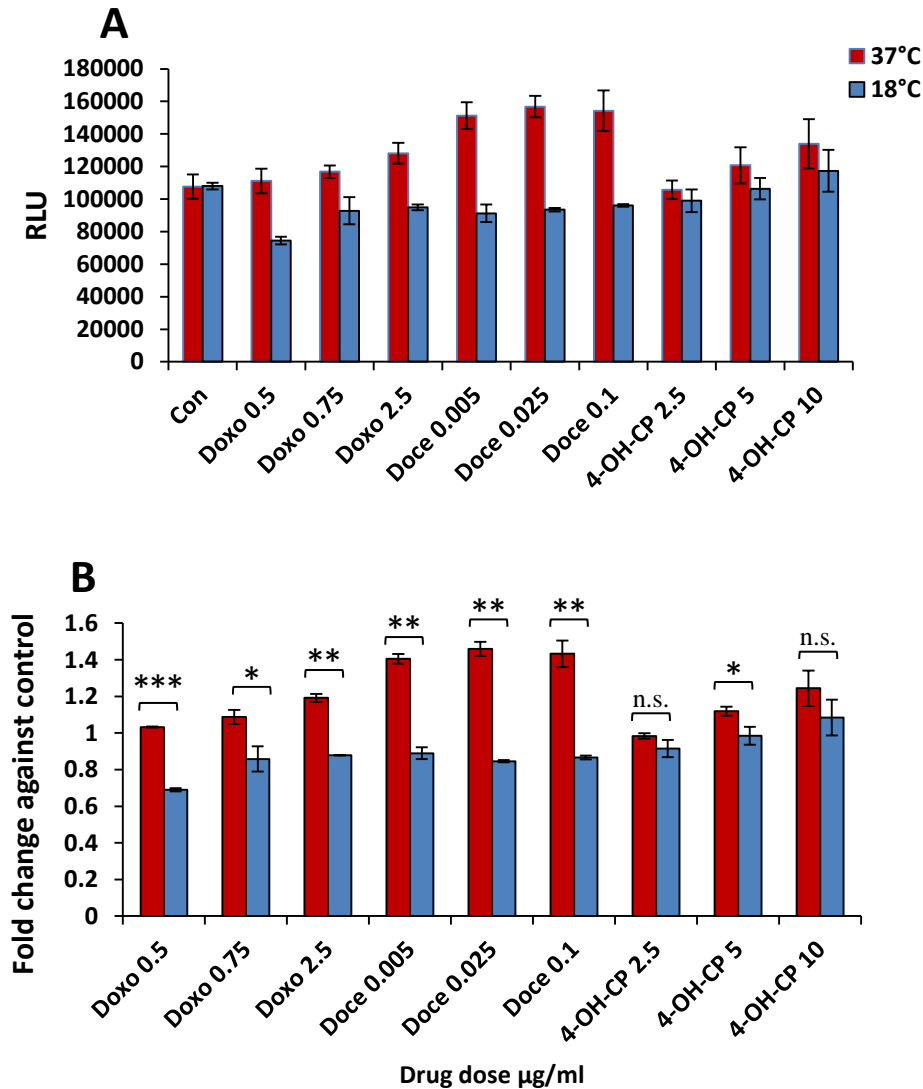 A
37°C
18°C
RLU
180000
160000
140000
120000
100000
80000
60000
40000
20000
0
Con
Doxo 0.5
Doxo 0.75
Doxo 2.5
Doce 0.005
Doce 0.025
Doce 0.1
4-OH-CP 2.5
4-OH-CP 5
4-OH-CP 10
B
Fold change against control
1.6
1.4
1.2
1
0.8
0.6
0.4
0.2
0
***
*
**
**
**
**
n.s.
*
n.s.
Doxo 0.5
Doxo 0.75
Doxo 2.5
Doce 0.005
Doce 0.025
Doce 0.1
4-OH-CP 2.5
4-OH-CP 5
4-OH-CP 10
Drug dose µg/ml